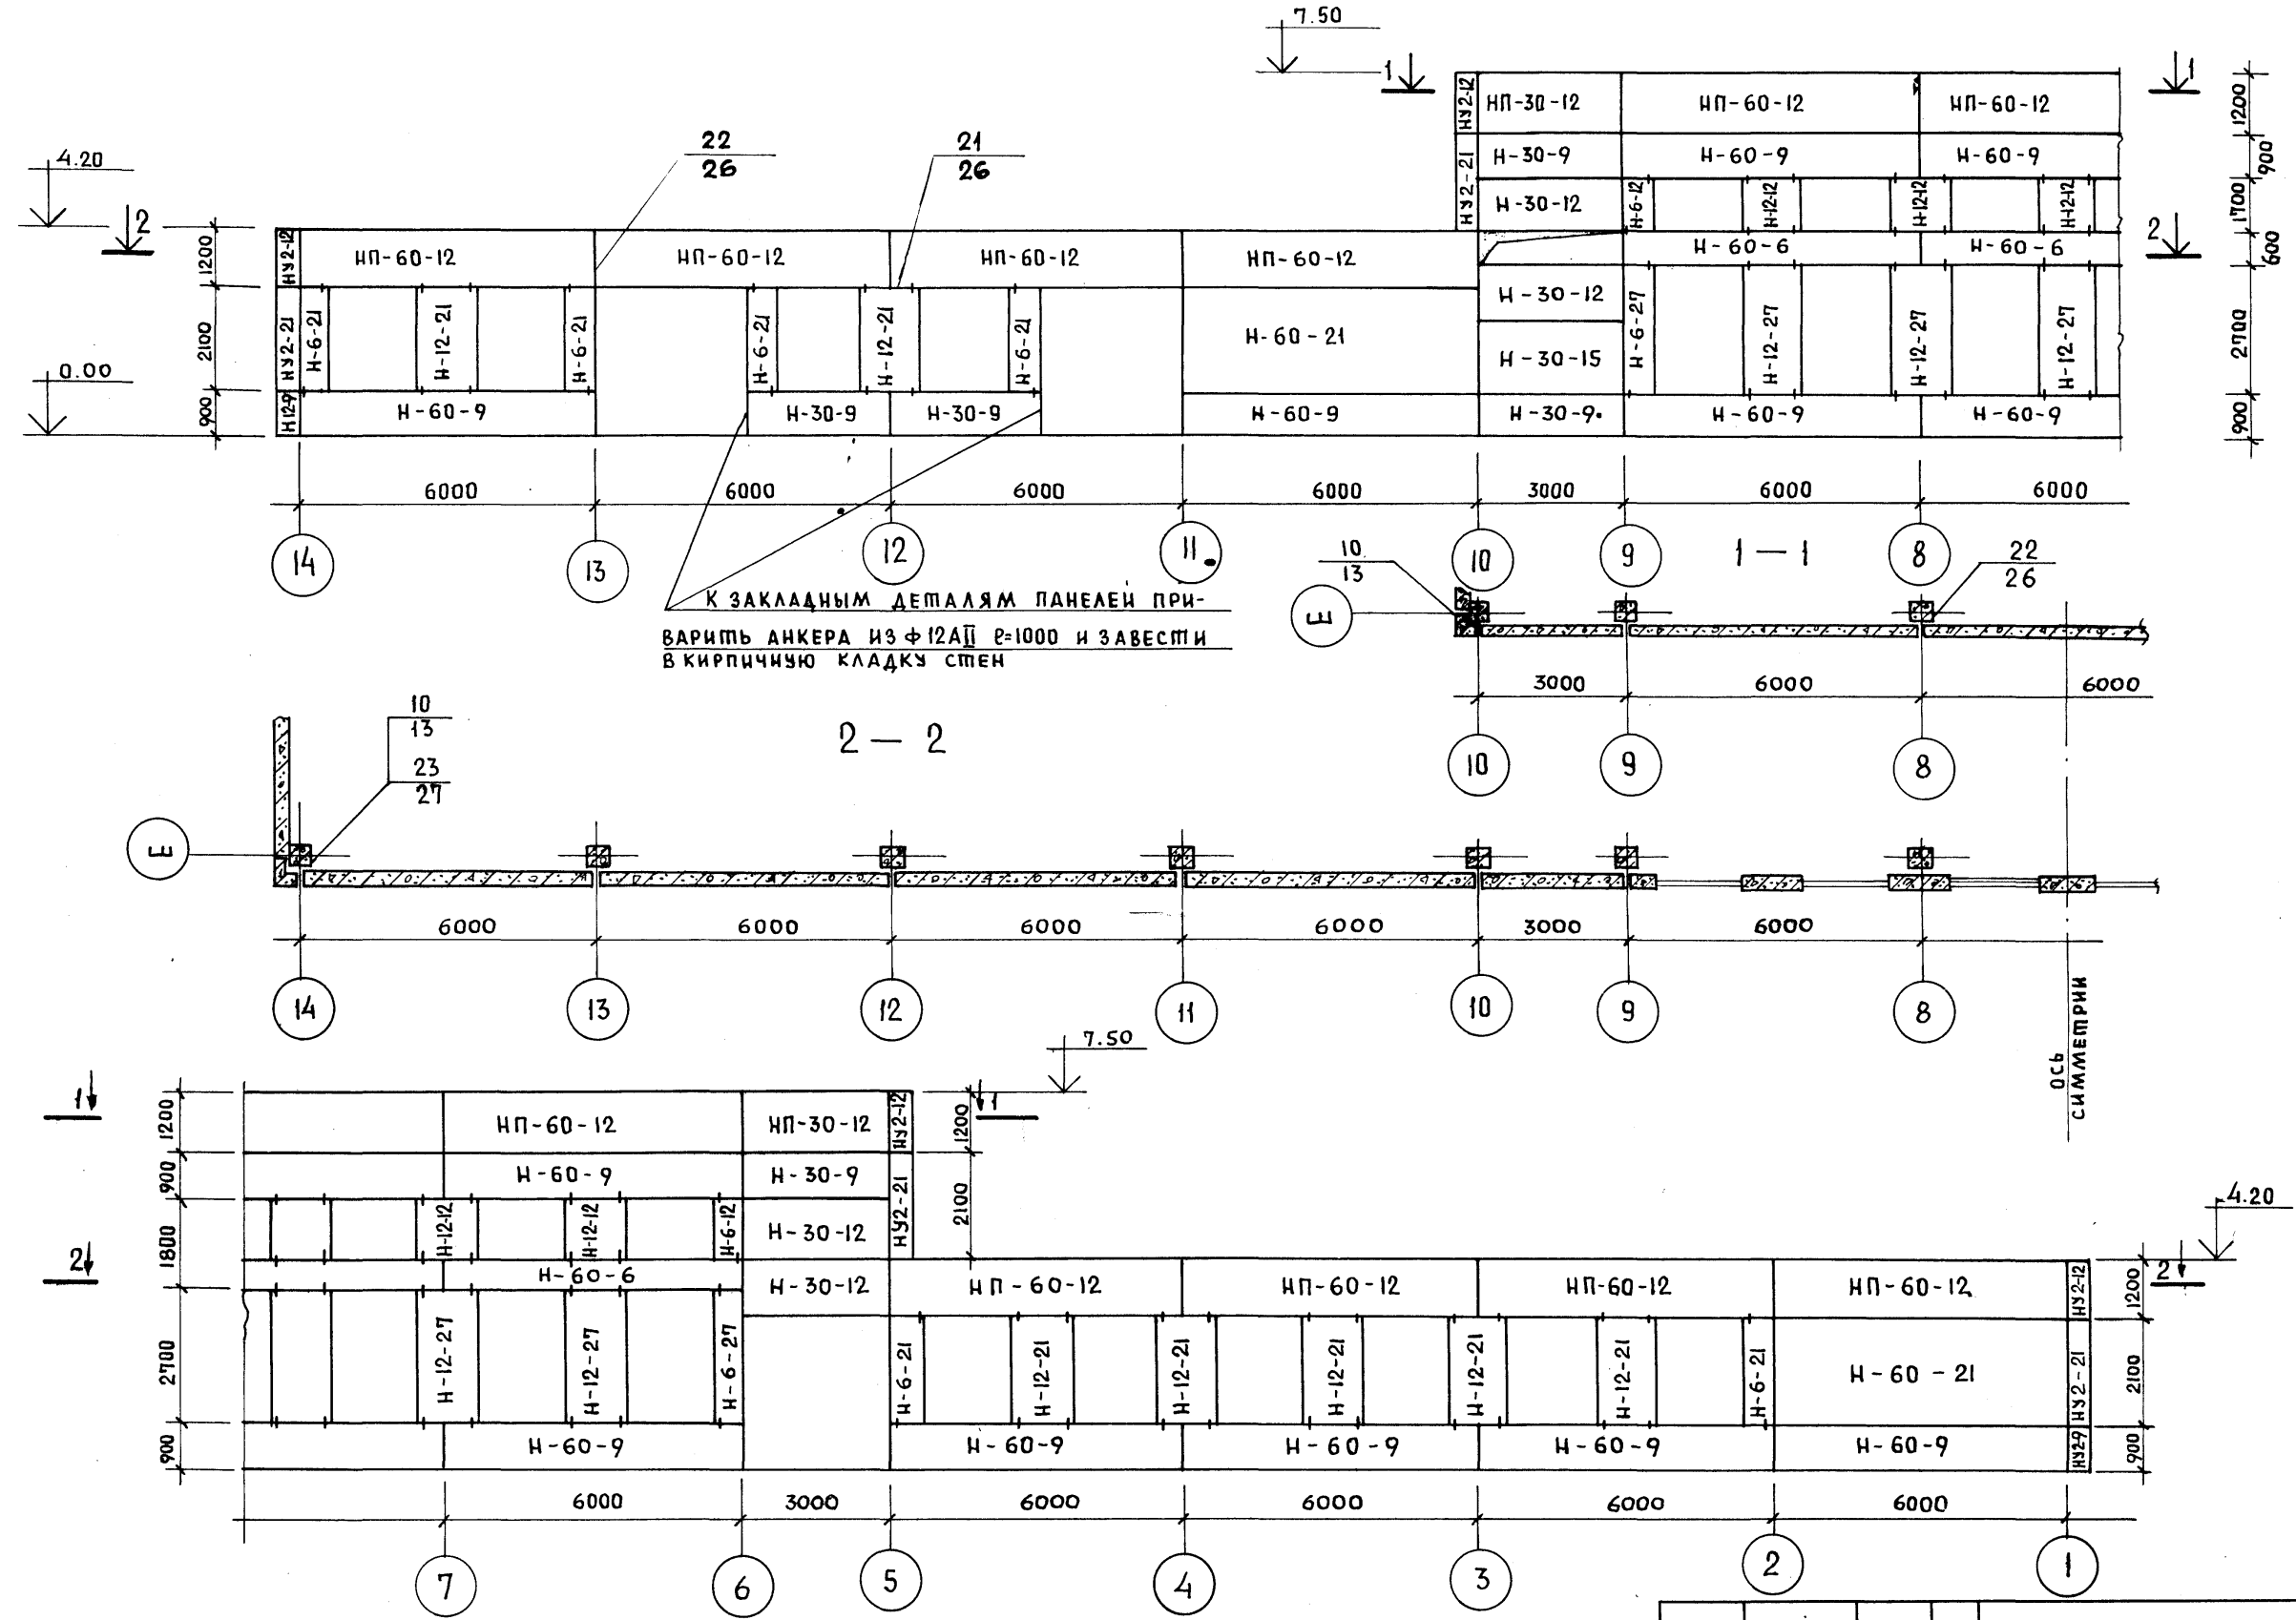 7.50
1
1
НУ2-12
НП-30-12
НП-60-12
НП-60-12
1200
НУ2-21
Н-30-9
Н-60-9
Н-60-9
900
Н-30-12
Н-6-12
Н-12-12
Н-12-12
Н-12-12
1700
22
26
21
26
4.20
2
2
1200
НУ2-12
НП-60-12
НП-60-12
НП-60-12
НП-60-12
Н-60-6
Н-60-6
600
2100
НУ2-21
Н-6-21
Н-12-21
Н-6-21
Н-6-21
Н-12-21
Н-6-21
Н-60-21
Н-30-12
Н-30-15
Н-6-27
Н-12-27
Н-12-27
Н-12-27
2700
0.00
900
Н12-9
Н-60-9
Н-30-9
Н-30-9
Н-60-9
Н-30-9.
Н-60-9
Н-60-9
900
6000
6000
6000
6000
3000
6000
6000
14
13
12
11
10
9
8
К ЗАКЛАДНЫМ ДЕТАЛЯМ ПАНЕЛЕЙ ПРИ-
ВАРИТЬ АНКЕРА ИЗ Ф12АII ℓ=1000 И ЗАВЕСТИ
В КИРПИЧНУЮ КЛАДКУ СТЕН
1 — 1
10
13
22
26
Е
3000
6000
6000
10
9
8
2 — 2
10
13
23
27
Е
6000
6000
6000
6000
3000
6000
14
13
12
11
10
9
8
ОСЬ
СИММЕТРИИ
7.50
1
1
1200
НП-60-12
НП-30-12
НУ2-12
1200
900
Н-60-9
Н-30-9
НУ2-21
2100
1800
Н-12-12
Н-12-12
Н-6-12
Н-30-12
4.20
2
2
Н-60-6
Н-30-12
НП-60-12
НП-60-12
НП-60-12
НП-60-12
НУ2-12
1200
2700
Н-12-27
Н-12-27
Н-6-27
Н-6-21
Н-12-21
Н-12-21
Н-12-21
Н-12-21
Н-12-21
Н-6-21
Н-60-21
НУ2-21
2100
900
Н-60-9
Н-60-9
Н-60-9
Н-60-9
Н-60-9
НУ2-9
900
6000
3000
6000
6000
6000
6000
7
6
5
4
3
2
1